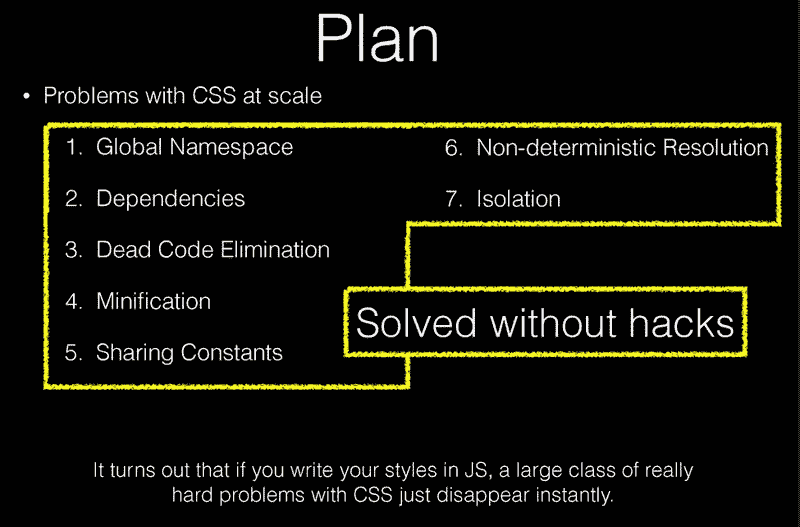 Plan
• Problems with CSS at scale
1. Global Namespace
2. Dependencies
3. Dead Code Elimination
4. Minification
5. Sharing Constants
6. Non-deterministic Resolution
7. Isolation
Solved without hacks
It turns out that if you write your styles in JS, a large class of really
hard problems with CSS just disappear instantly.